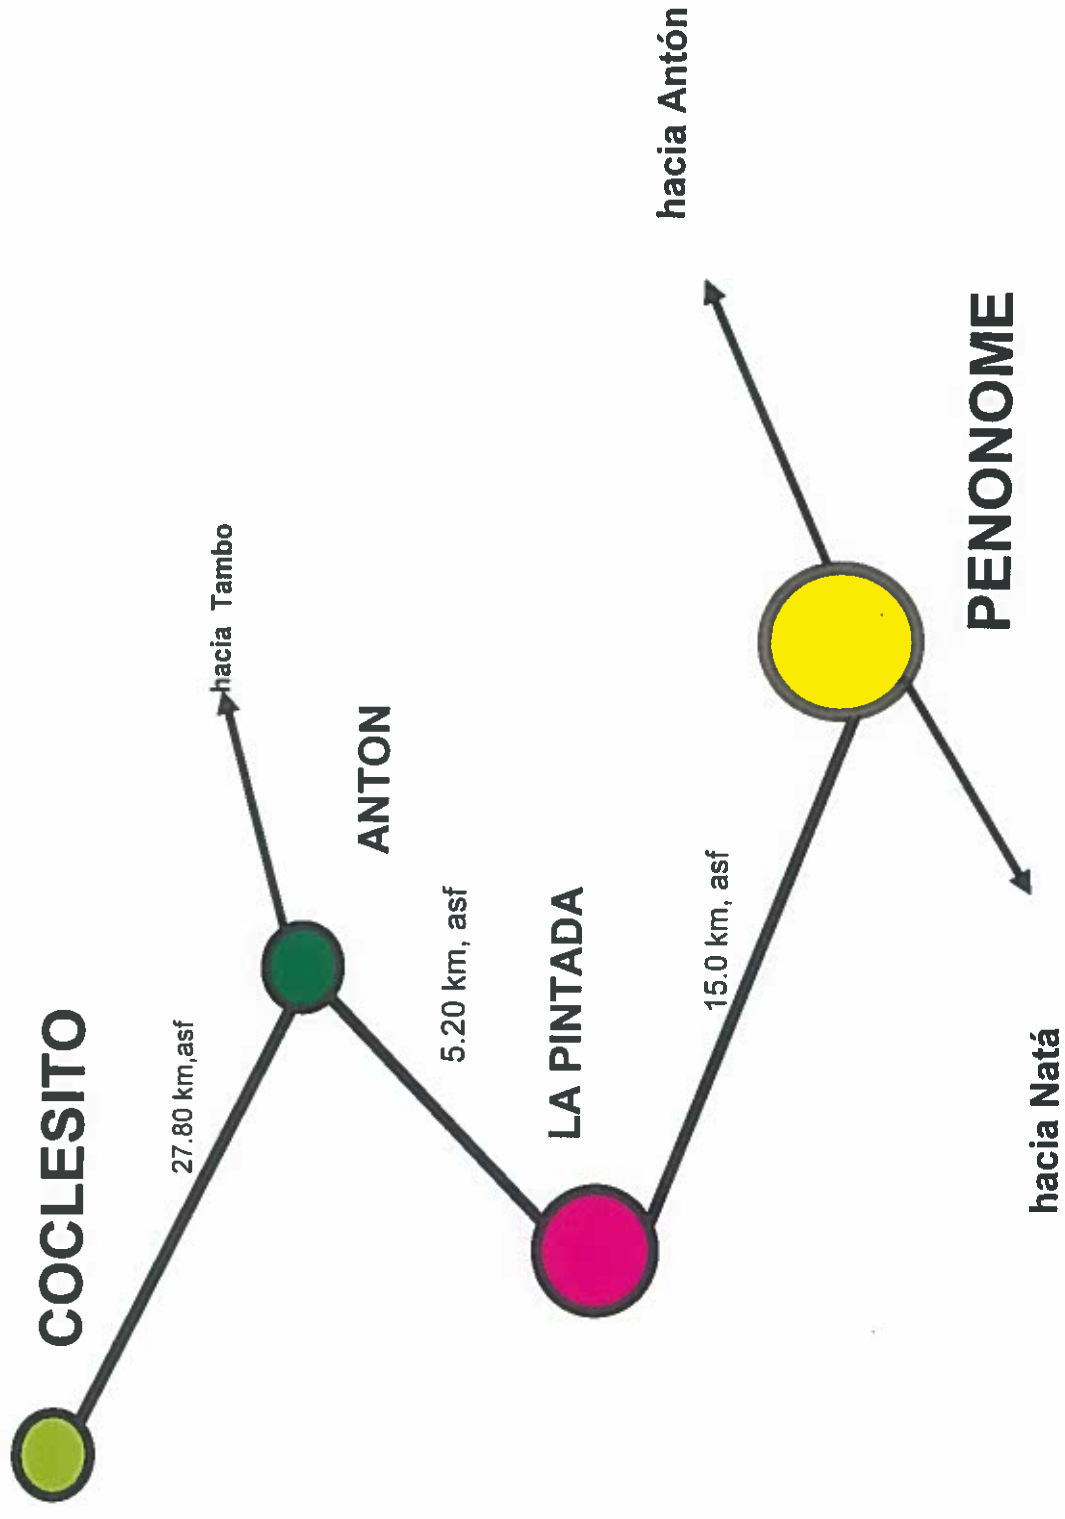 COCLESITO
27.80 km,asf
hacia Tambo
ANTON
5.20 km, asf
LA PINTADA
hacia Antón
15.0 km, asf
PENONOME
hacia Natá